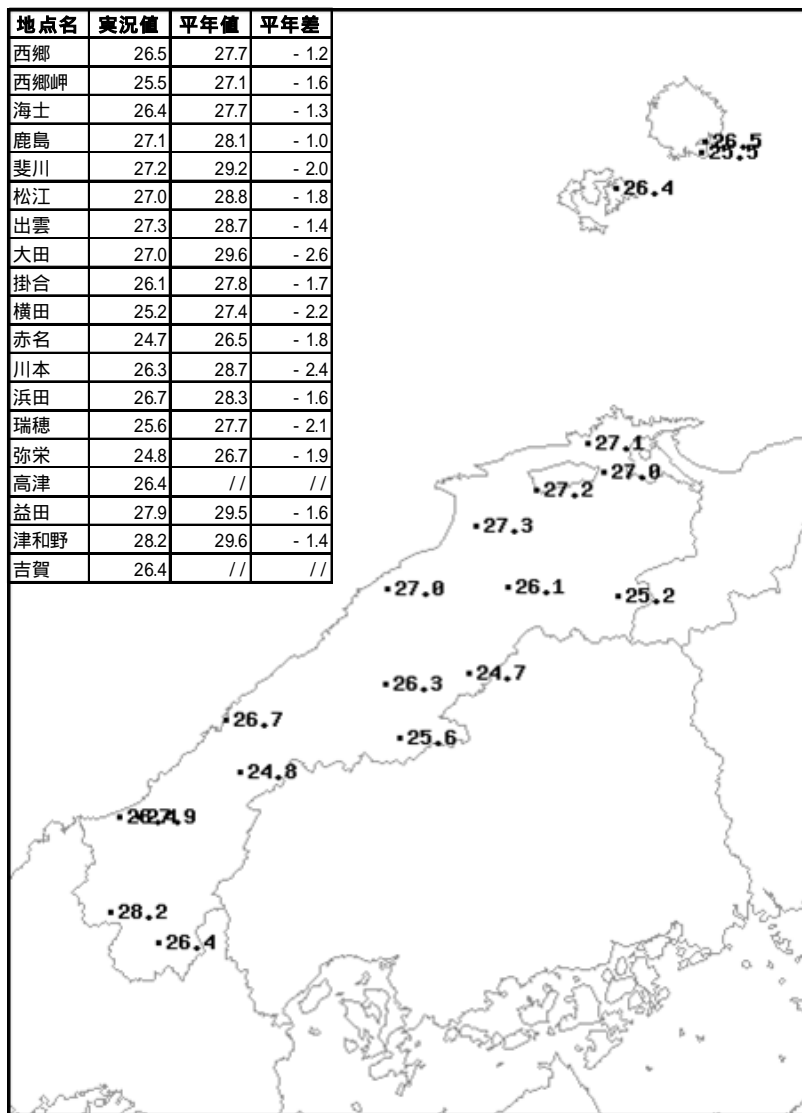 地点名 実況値 平年値 平年差
西郷 26.5 27.7 - 1.2
西郷岬 25.5 27.1 - 1.6
海士 26.4 27.7 - 1.3
鹿島 27.1 28.1 - 1.0
斐川 27.2 29.2 - 2.0
松江 27.0 28.8 - 1.8
出雲 27.3 28.7 - 1.4
大田 27.0 29.6 - 2.6
掛合 26.1 27.8 - 1.7
横田 25.2 27.4 - 2.2
赤名 24.7 26.5 - 1.8
川本 26.3 28.7 - 2.4
浜田 26.7 28.3 - 1.6
瑞穂 25.6 27.7 - 2.1
弥栄 24.8 26.7 - 1.9
高津 26.4 // //
益田 27.9 29.5 - 1.6
津和野 28.2 29.6 - 1.4
吉賀 26.4 // //
26.5
25.5
26.4
27.1
27.0
27.2
27.3
27.0
26.1
25.2
24.7
26.3
26.7
25.6
24.8
26.4
27.9
28.2
26.4